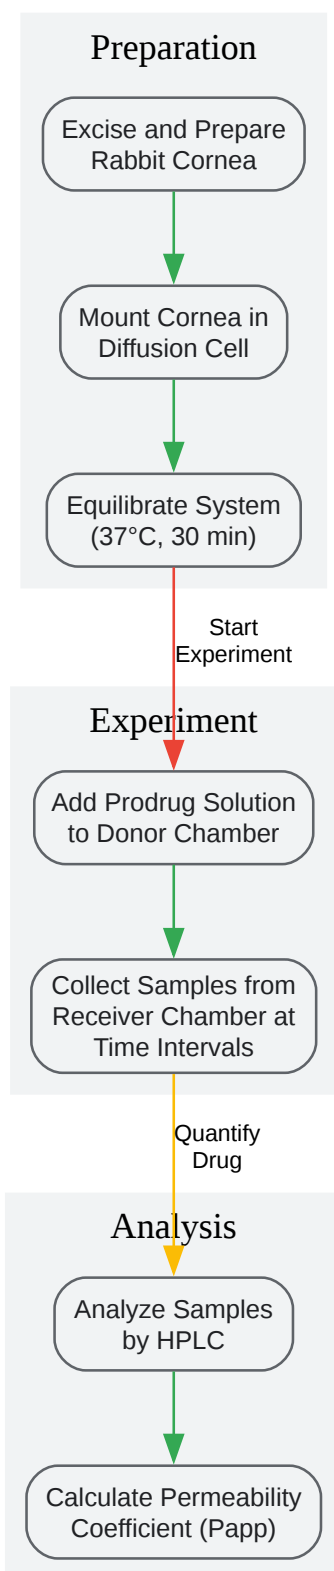 Preparation
Excise and Prepare
Rabbit Cornea
Mount Cornea in
Diffusion Cell
Equilibrate System
(37°C, 30 min)
Start
Experiment
Experiment
Add Prodrug Solution
to Donor Chamber
Collect Samples from
Receiver Chamber at
Time Intervals
Quantify
Drug
Analysis
Analyze Samples
by HPLC
Calculate Permeability
Coefficient (Papp)